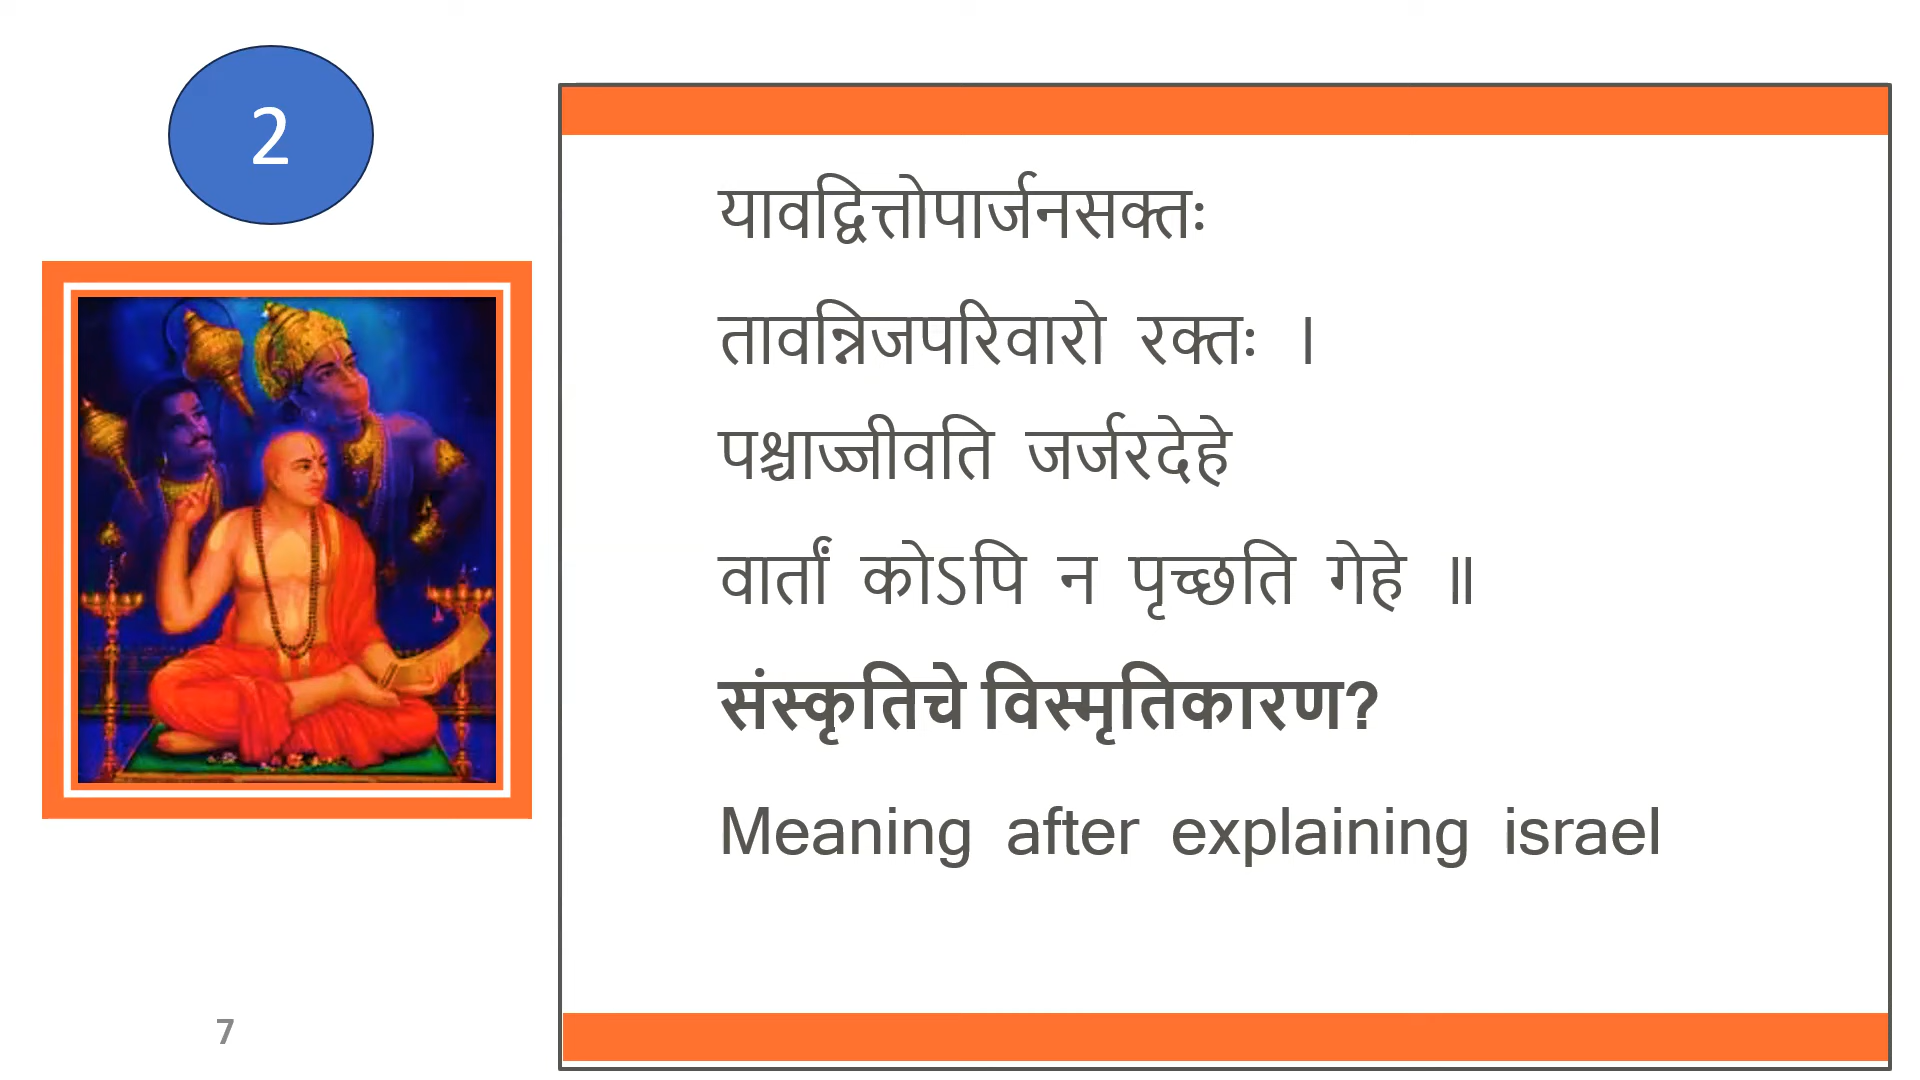 2
यावद्वित्तोपार्जनसक्तः
तावन्निजपरिवारो रक्तः ।
पश्चाज्जीवति जर्जरदेहे
वार्तां कोऽपि न पृच्छति गेहे ॥
संस्कृतिचे विस्मृतिकारण?
Meaning after explaining israel
7